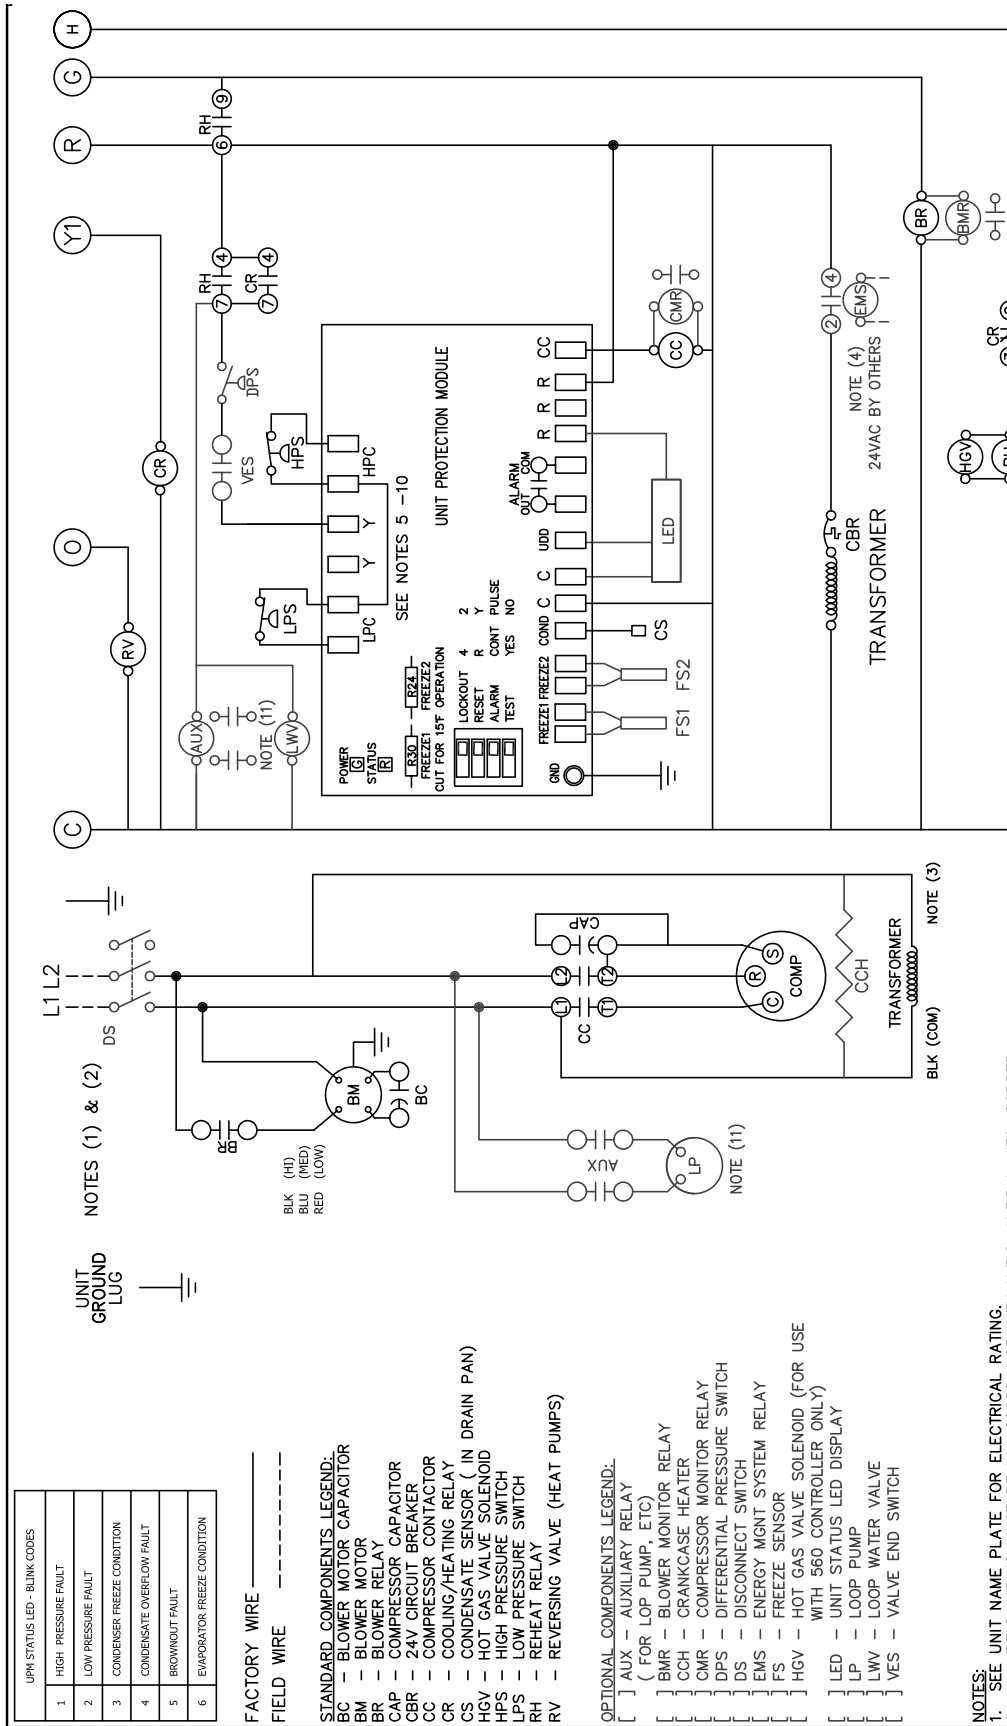 UPM STATUS LED - BLINK CODES
1 HIGH PRESSURE FAULT
2 LOW PRESSURE FAULT
3 CONDENSER FREEZE CONDITION
4 CONDENSATE OVERFLOW FAULT
5 BROWNOUT FAULT
6 EVAPORATOR FREEZE CONDITION
FACTORY WIRE
FIELD WIRE
STANDARD COMPONENTS LEGEND:
BC - BLOWER MOTOR CAPACITOR
BM - BLOWER MOTOR
BR - BLOWER RELAY
CAP - COMPRESSOR CAPACITOR
CBR - 24V CIRCUIT BREAKER
CC - COMPRESSOR CONTACTOR
CR - COOLING/HEATING RELAY
CS - CONDENSATE SENSOR ( IN DRAIN PAN)
HGV - HOT GAS VALVE SOLENOID
HPS - HIGH PRESSURE SWITCH
LPS - LOW PRESSURE SWITCH
RH - REHEAT RELAY
RV - REVERSING VALVE (HEAT PUMPS)
OPTIONAL COMPONENTS LEGEND:
[ ] AUX - AUXILIARY RELAY
( FOR LOP PUMP, ETC)
[ ] BMR - BLOWER MONITOR RELAY
[ ] CCH - CRANKCASE HEATER
[ ] CMR - COMPRESSOR MONITOR RELAY
[ ] DPS - DIFFERENTIAL PRESSURE SWITCH
[ ] DS - DISCONNECT SWITCH
[ ] EMS - ENERGY MGNT SYSTEM RELAY
[ ] FS - FREEZE SENSOR
[ ] HGV - HOT GAS VALVE SOLENOID (FOR USE
WITH 560 CONTROLLER ONLY)
[ ] LED - UNIT STATUS LED DISPLAY
[ ] LP - LOOP PUMP
[ ] LWV - LOOP WATER VALVE
[ ] VES - VALVE END SWITCH
NOTES:
1. SEE UNIT NAME PLATE FOR ELECTRICAL RATING.
UNIT
GROUND
LUG
NOTES (1) & (2)
L1 L2
DS
BR
BLK (HI)
BLU (MED)
RED (LOW)
BM
BC
AUX
LP
NOTE (11)
L1 L2
CC
T1 T2
CAP
C R S
COMP
CCH
TRANSFORMER
BLK (COM)
NOTE (3)
C O Y1 R G H
RV
CR
AUX
LWV
NOTE (11)
VES
DPS
RH
7 4
CR
7 4
6
RH
9
LPS
HPS
LPC
Y
Y
HPC
SEE NOTES 5 -10
UNIT PROTECTION MODULE
POWER
G
STATUS
R
R30 R24
FREEZE1 FREEZE2
CUT FOR 15°F OPERATION
LOCKOUT 4 2
RESET R Y
ALARM CONT PULSE
TEST YES NO
GND
FREEZE1
FREEZE2
COND
C
C
UDD
ALARM
OUT COM
R
R
R
CC
FS1
FS2
CS
LED
CC
CMR
CBR
TRANSFORMER
2 4
EMS
NOTE (4)
24VAC BY OTHERS
BR
BMR
HGV
CR